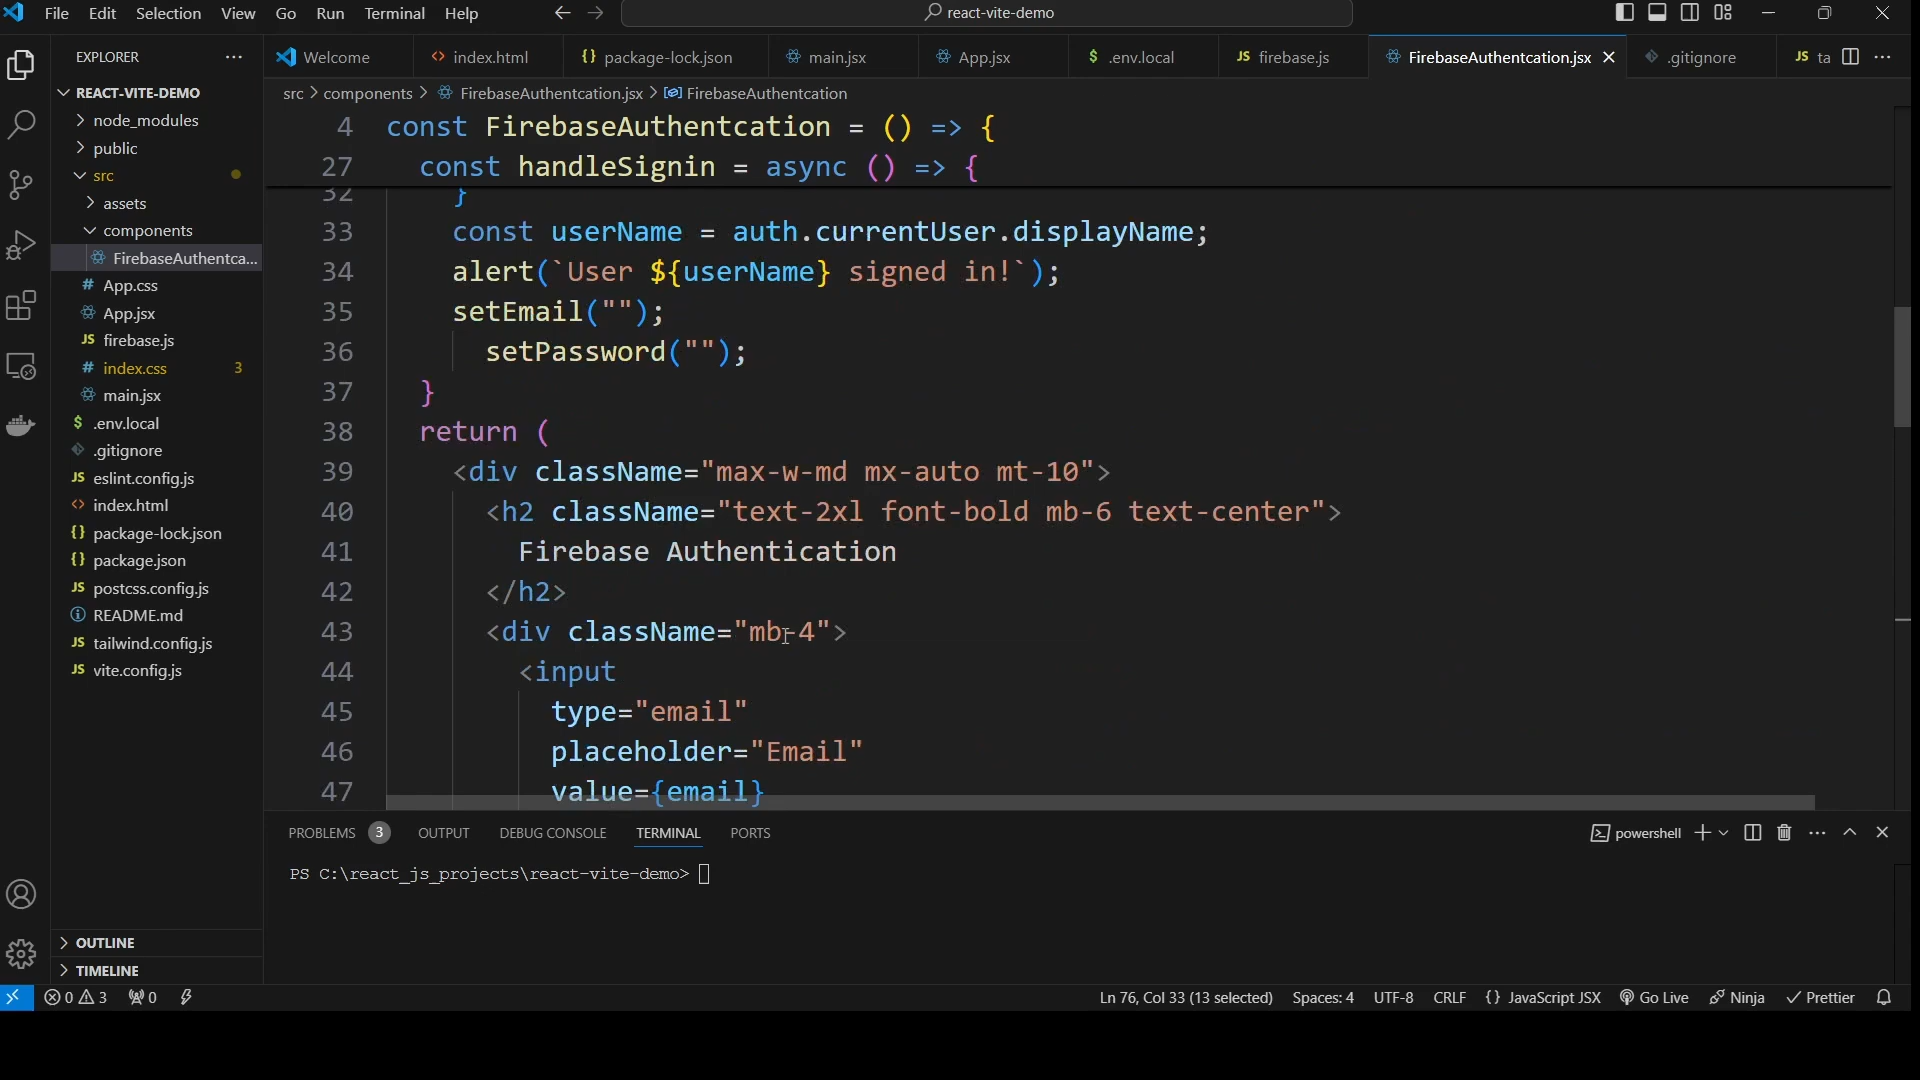 File Edit Selection View Go Run Terminal Help
react-vite-demo
EXPLORER
Welcome
index.html
package-lock.json
main.jsx
App.jsx
.env.local
firebase.js
FirebaseAuthentcation.jsx
.gitignore
ta
REACT-VITE-DEMO
node_modules
public
src
assets
components
FirebaseAuthentca...
App.css
App.jsx
firebase.js
index.css 3
main.jsx
.env.local
.gitignore
eslint.config.js
index.html
package-lock.json
package.json
postcss.config.js
README.md
tailwind.config.js
vite.config.js
OUTLINE
TIMELINE
src > components > FirebaseAuthentcation.jsx > FirebaseAuthentcation
4 const FirebaseAuthentcation = () => {
27 const handleSignin = async () => {
32 }
33 const userName = auth.currentUser.displayName;
34 alert(`User ${userName} signed in!`);
35 setEmail("");
36 setPassword("");
37 }
38 return (
39 <div className="max-w-md mx-auto mt-10">
40 <h2 className="text-2xl font-bold mb-6 text-center">
41 Firebase Authentication
42 </h2>
43 <div className="mb-4">
44 <input
45 type="email"
46 placeholder="Email"
47 value={email}
PROBLEMS 3 OUTPUT DEBUG CONSOLE TERMINAL PORTS
powershell
PS C:\react_js_projects\react-vite-demo>
0 3 0
Ln 76, Col 33 (13 selected) Spaces: 4 UTF-8 CRLF {} JavaScript JSX Go Live Ninja Prettier